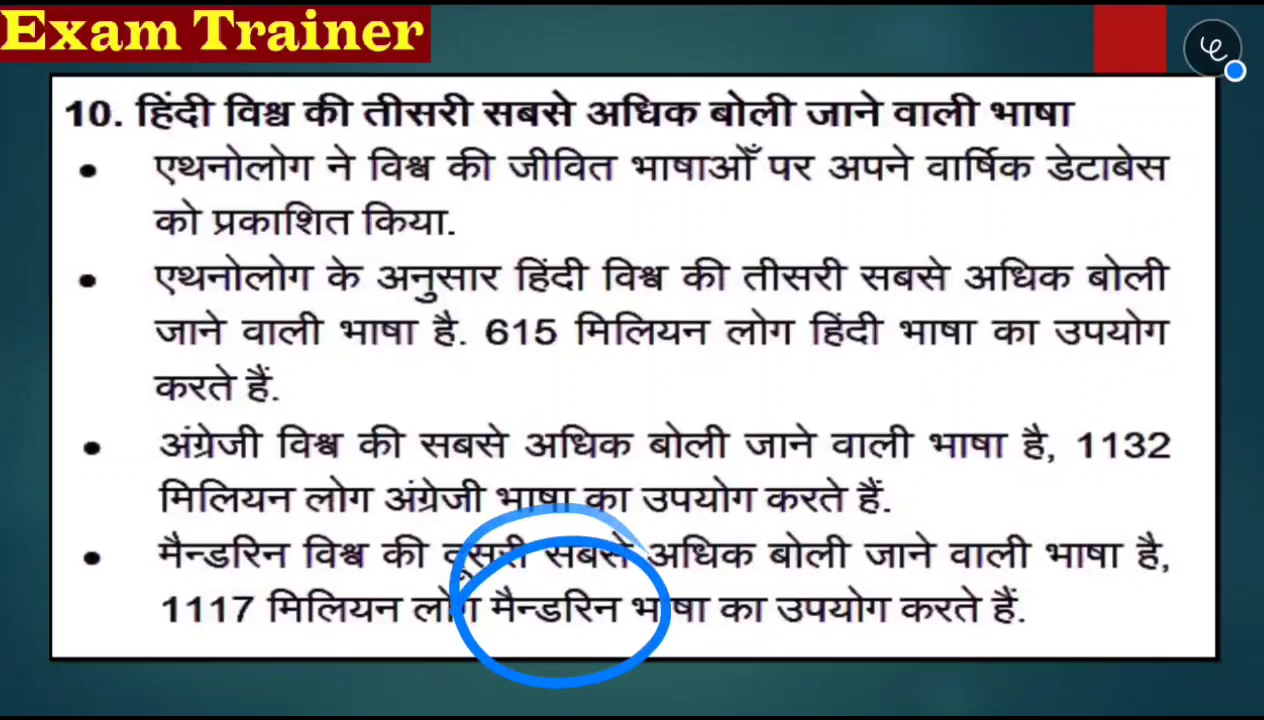 Exam Trainer
10. हिंदी विश्व की तीसरी सबसे अधिक बोली जाने वाली भाषा
• एथनोलोग ने विश्व की जीवित भाषाओँ पर अपने वार्षिक डेटाबेस
को प्रकाशित किया.
• एथनोलोग के अनुसार हिंदी विश्व की तीसरी सबसे अधिक बोली
जाने वाली भाषा है. 615 मिलियन लोग हिंदी भाषा का उपयोग
करते हैं.
• अंग्रेजी विश्व की सबसे अधिक बोली जाने वाली भाषा है, 1132
मिलियन लोग अंग्रेजी भाषा का उपयोग करते हैं.
• मैन्डरिन विश्व की दूसरी सबसे अधिक बोली जाने वाली भाषा है,
1117 मिलियन लोग मैन्डरिन भाषा का उपयोग करते हैं.